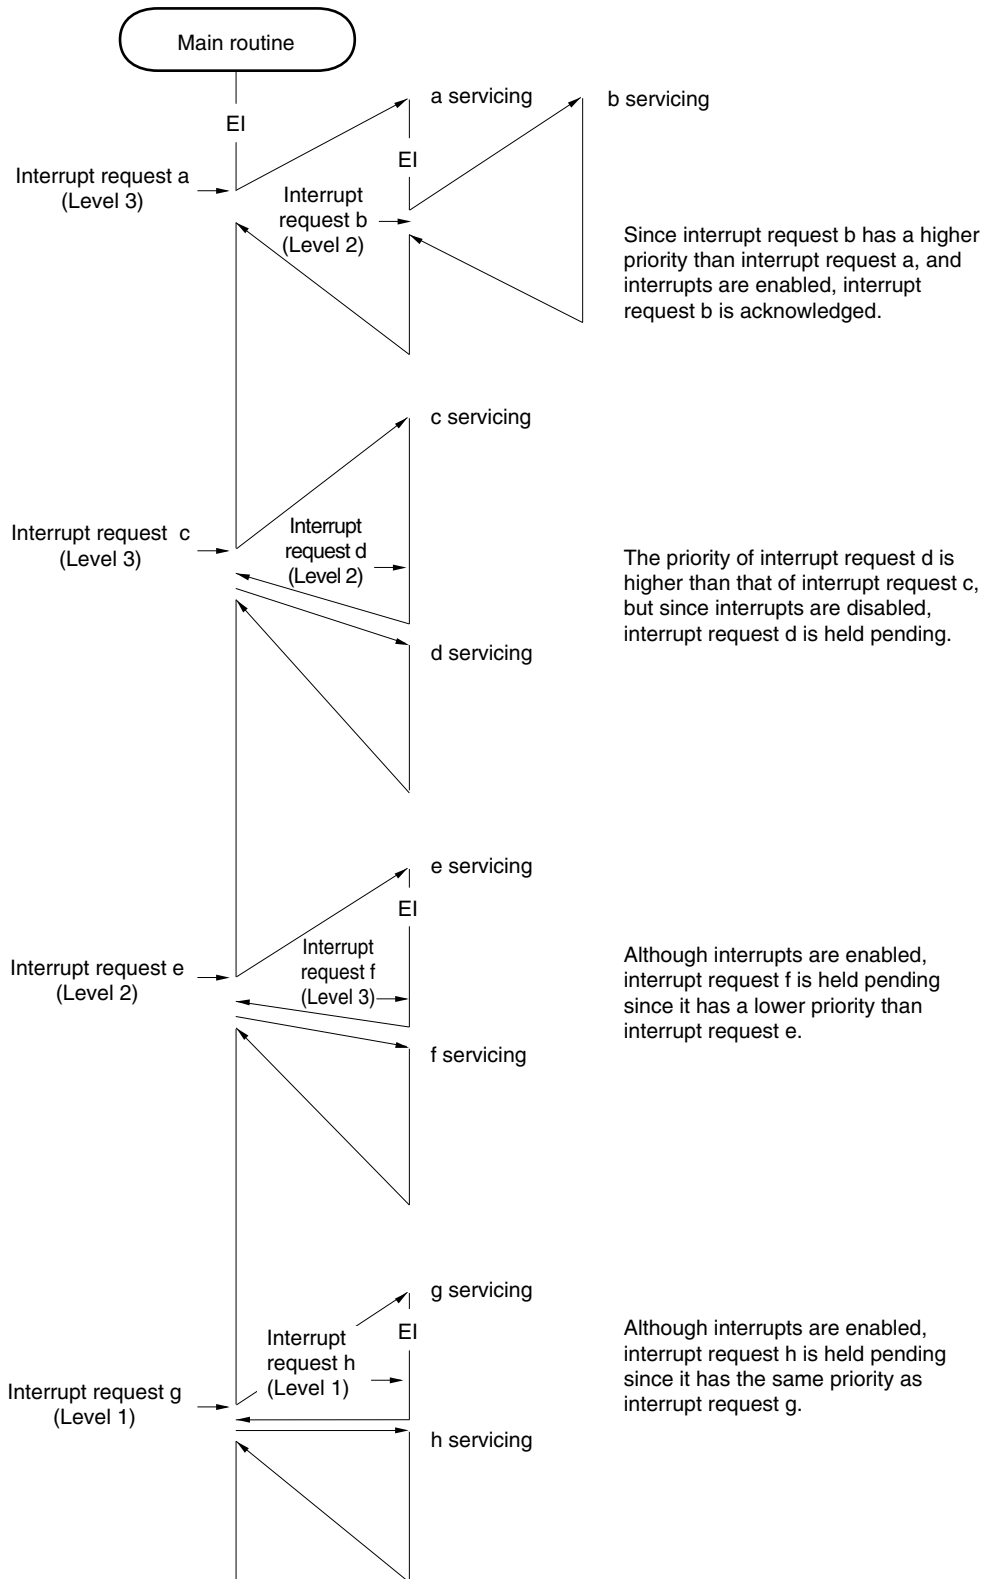 Main routine
EI
a servicing
b servicing
EI
Interrupt request a
(Level 3)
Interrupt
request b
(Level 2)
Since interrupt request b has a higher
priority than interrupt request a, and
interrupts are enabled, interrupt
request b is acknowledged.
c servicing
Interrupt request c
(Level 3)
Interrupt
request d
(Level 2)
The priority of interrupt request d is
higher than that of interrupt request c,
but since interrupts are disabled,
interrupt request d is held pending.
d servicing
e servicing
EI
Interrupt request e
(Level 2)
Interrupt
request f
(Level 3)
Although interrupts are enabled,
interrupt request f is held pending
since it has a lower priority than
interrupt request e.
f servicing
g servicing
EI
Interrupt request g
(Level 1)
Interrupt
request h
(Level 1)
Although interrupts are enabled,
interrupt request h is held pending
since it has the same priority as
interrupt request g.
h servicing